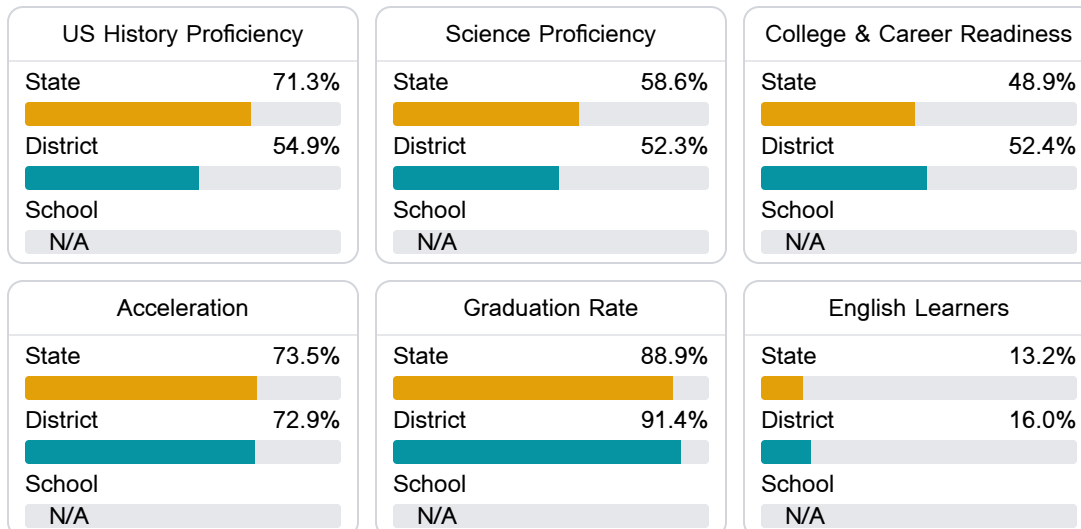 US History Proficiency
State 71.3%
District 54.9%
School
N/A
Science Proficiency
State 58.6%
District 52.3%
School
N/A
College & Career Readiness
State 48.9%
District 52.4%
School
N/A
Acceleration
State 73.5%
District 72.9%
School
N/A
Graduation Rate
State 88.9%
District 91.4%
School
N/A
English Learners
State 13.2%
District 16.0%
School
N/A